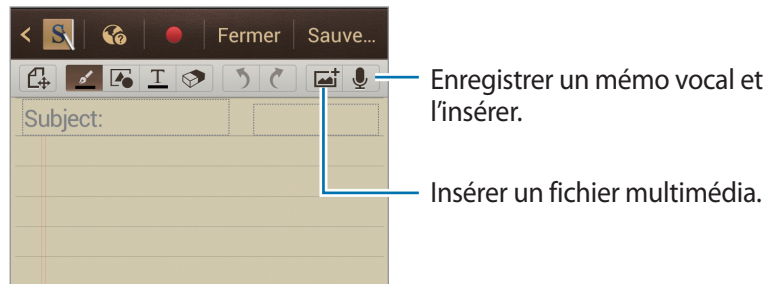 S
Fermer
Sauve...
T
Enregistrer un mémo vocal et
l'insérer.
Subject:
Insérer un fichier multimédia.